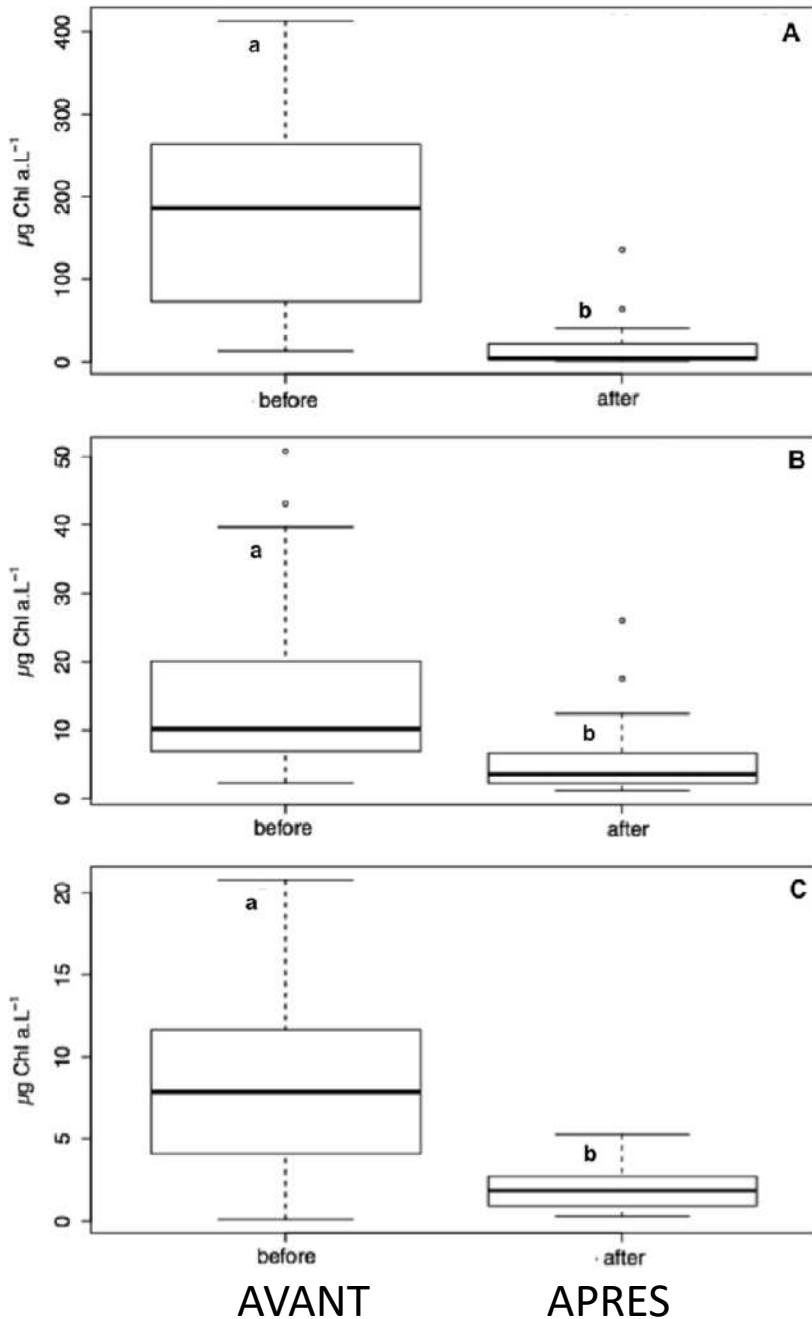 A
a
b
400
300
200
100
0
µg Chl a.L⁻¹
before
after
B
a
b
50
40
30
20
10
0
µg Chl a.L⁻¹
before
after
C
a
b
20
15
10
5
0
µg Chl a.L⁻¹
before
after
AVANT APRES